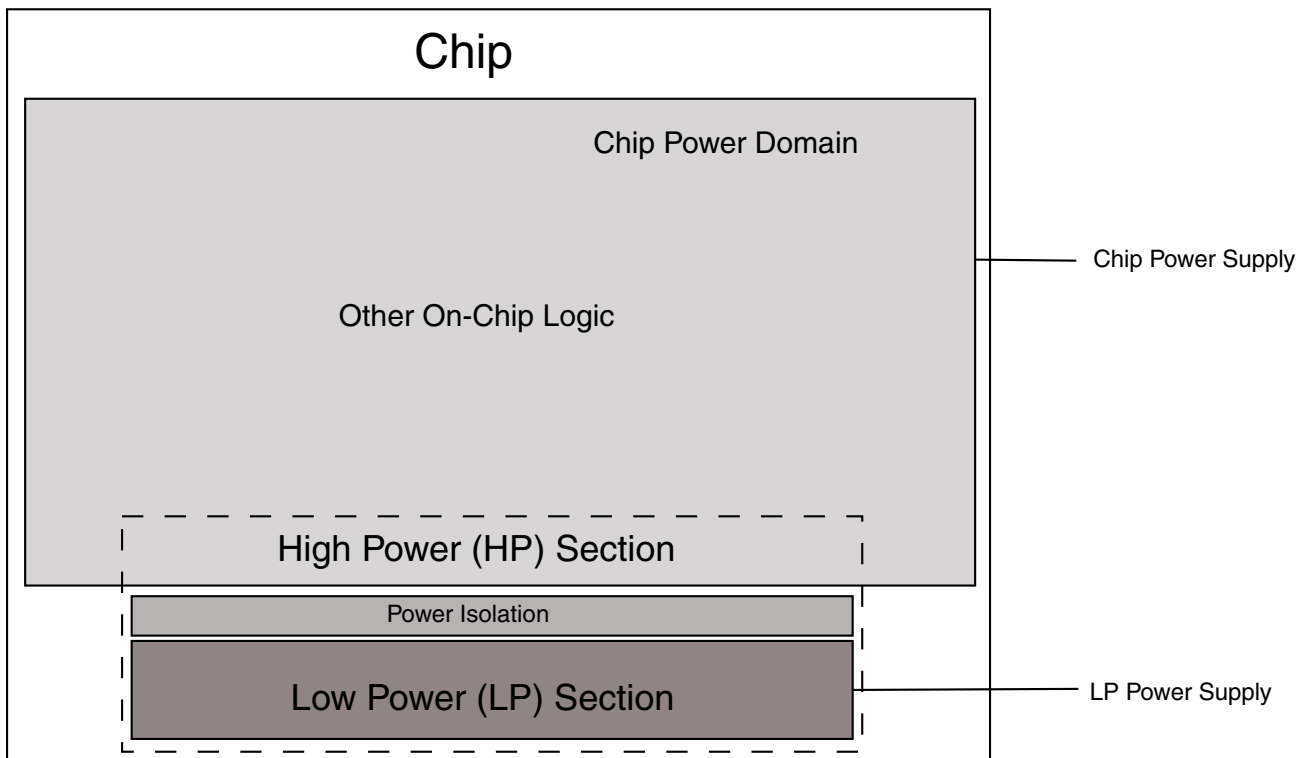 Chip
Chip Power Domain
Chip Power Supply
Other On-Chip Logic
High Power (HP) Section
Power Isolation
Low Power (LP) Section
LP Power Supply